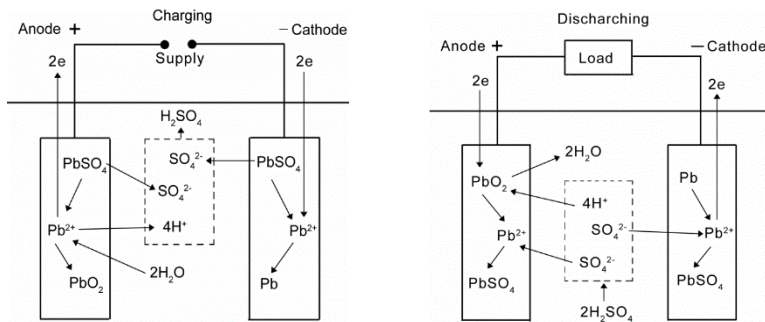 Charging
Anode +
– Cathode
Supply
2e
2e
H₂SO₄
PbSO₄
SO₄²⁻
PbSO₄
SO₄²⁻
Pb²⁺
4H⁺
Pb²⁺
2H₂O
PbO₂
Pb
Discharching
Anode +
– Cathode
Load
2e
2e
2H₂O
PbO₂
Pb
4H⁺
Pb²⁺
SO₄²⁻
Pb²⁺
SO₄²⁻
PbSO₄
PbSO₄
2H₂SO₄